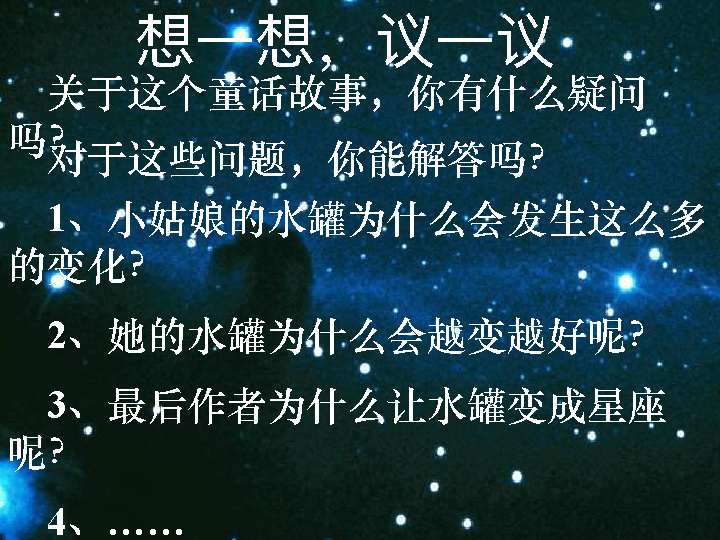 想一想，议一议
关于这个童话故事，你有什么疑问
吗？
对于这些问题，你能解答吗？
1、小姑娘的水罐为什么会发生这么多
的变化？
2、她的水罐为什么会越变越好呢？
3、最后作者为什么让水罐变成星座
呢？
4、……